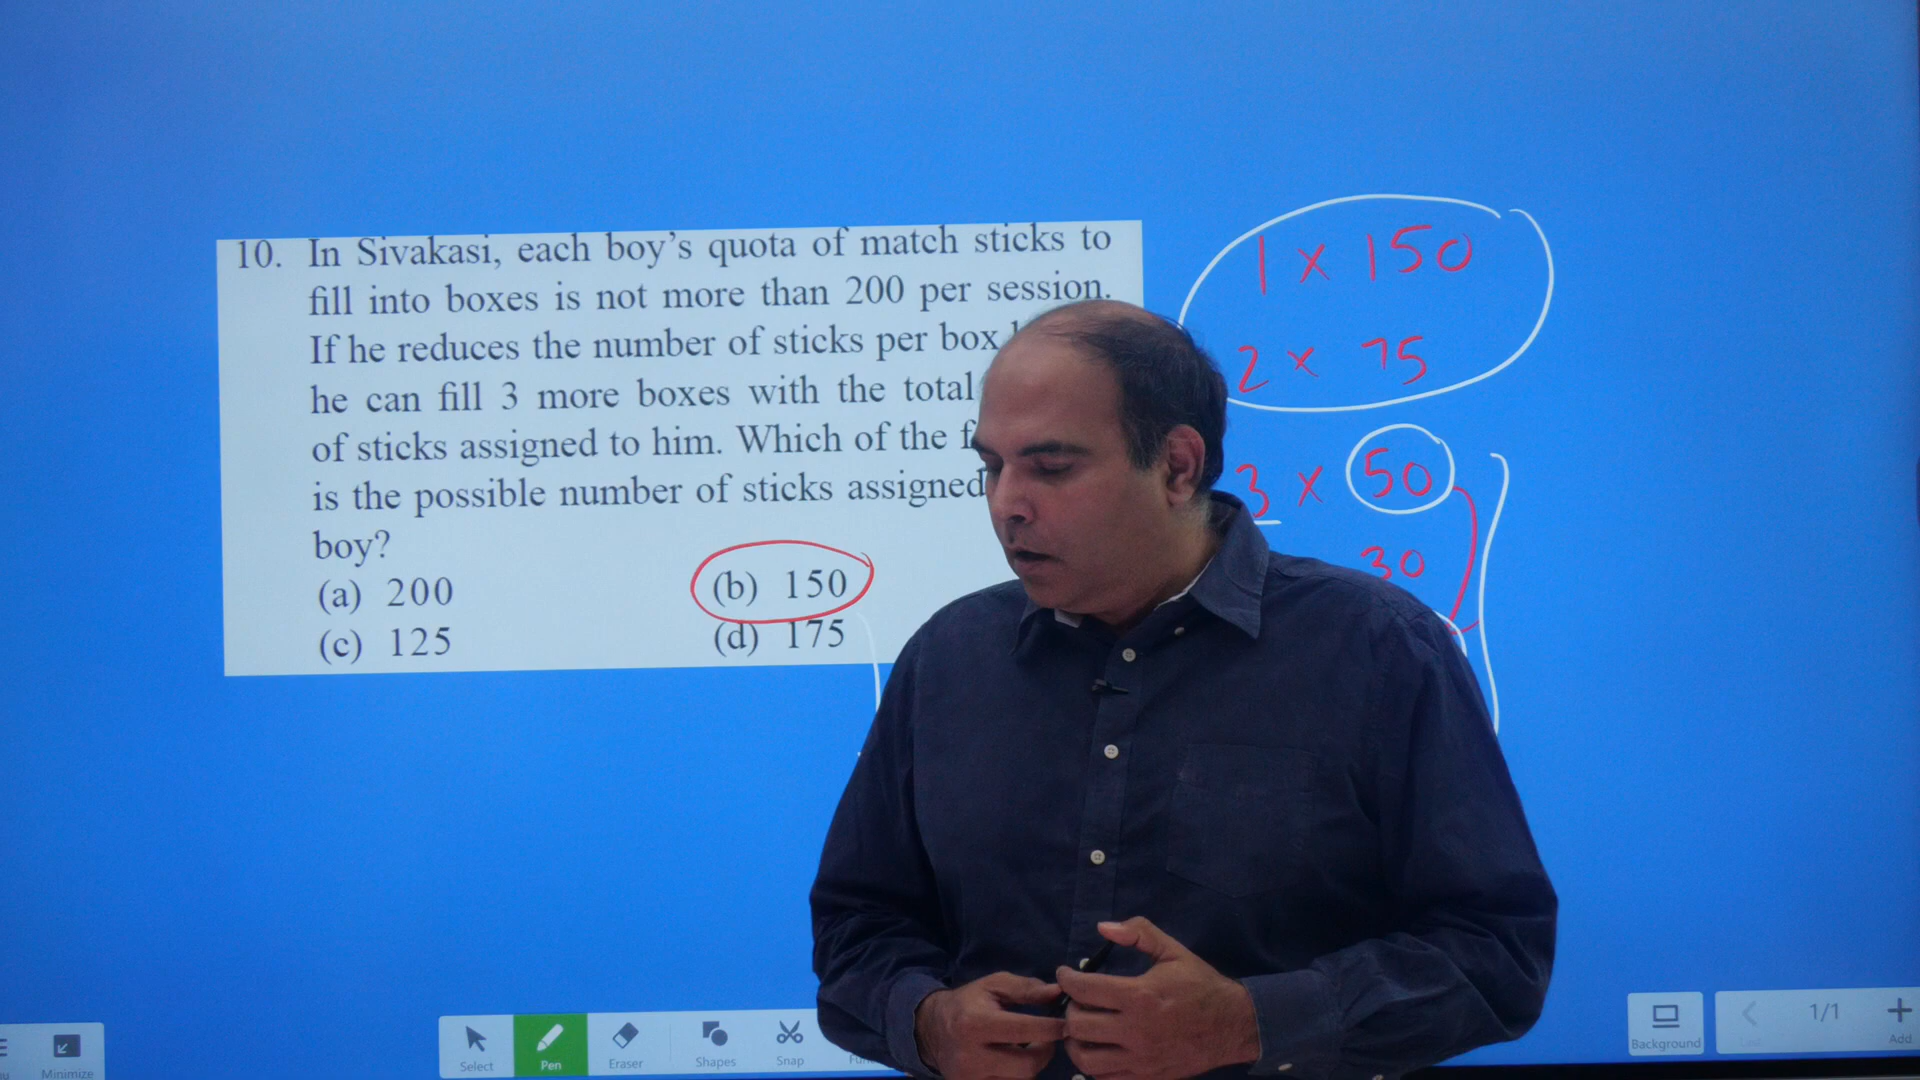 10. In Sivakasi, each boy's quota of match sticks to
fill into boxes is not more than 200 per session.
If he reduces the number of sticks per box
he can fill 3 more boxes with the total
of sticks assigned to him. Which of the
is the possible number of sticks assigned
boy?
(a) 200 (b) 150
(c) 125 (d) 175
1 x 150
2 x 75
3 x 50
30
Minimize
Select Pen Eraser Shapes Snap
Background 1/1 Add